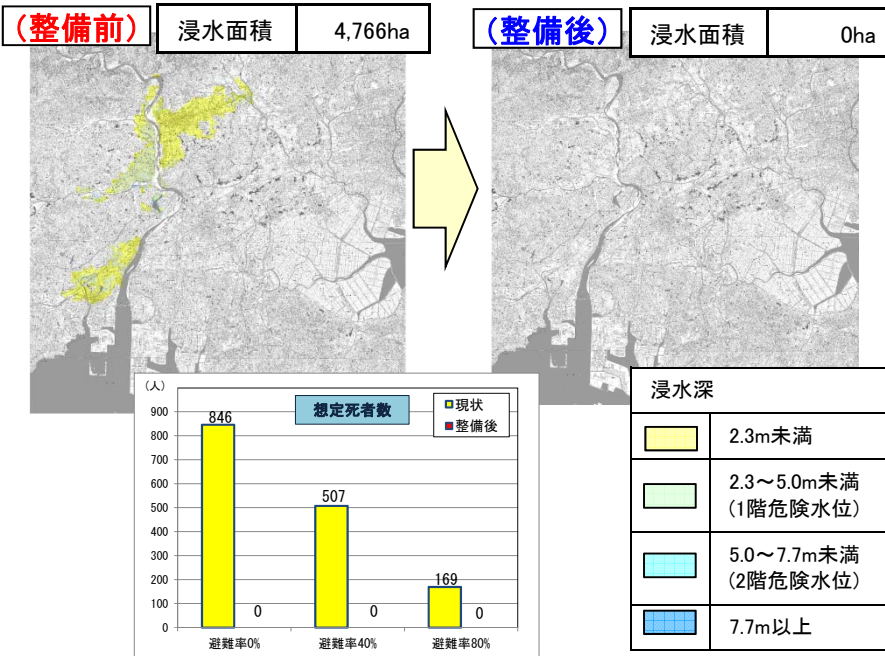 (整備前)
浸水面積
4,766ha
(整備後)
浸水面積
0ha
(人)
想定死者数
現状
整備後
900
800
700
600
500
400
300
200
100
0
846
0
507
0
169
0
避難率0%
避難率40%
避難率80%
浸水深
2.3m未満
2.3～5.0m未満
(1階危険水位)
5.0～7.7m未満
(2階危険水位)
7.7m以上